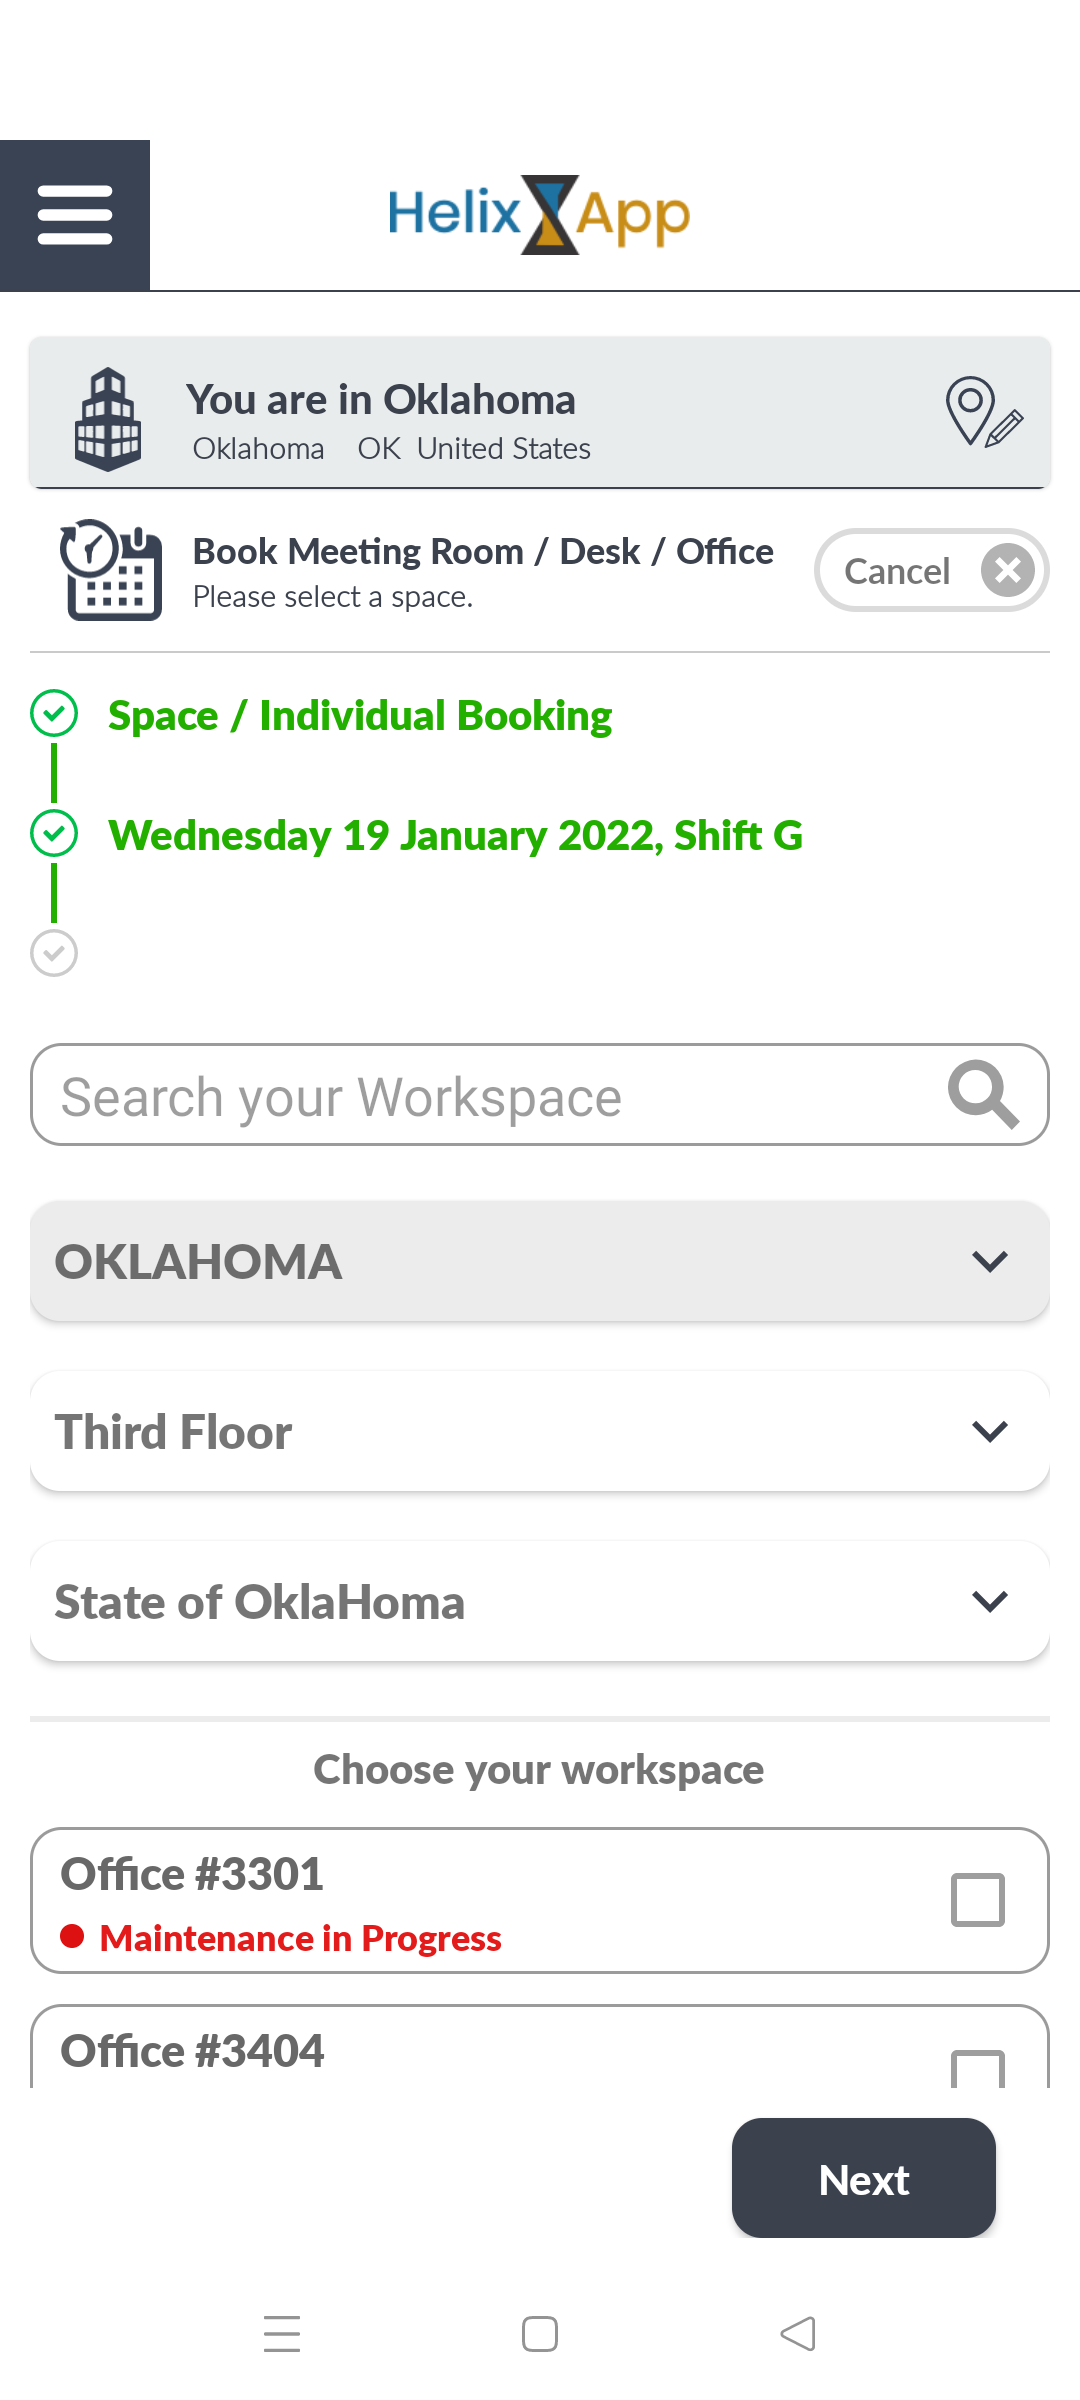 Helix App
You are in Oklahoma
Oklahoma OK United States
Book Meeting Room / Desk / Office
Please select a space.
Cancel
Space / Individual Booking
Wednesday 19 January 2022, Shift G
Search your Workspace
OKLAHOMA
Third Floor
State of OklaHoma
Choose your workspace
Office #3301
Maintenance in Progress
Office #3404
Next